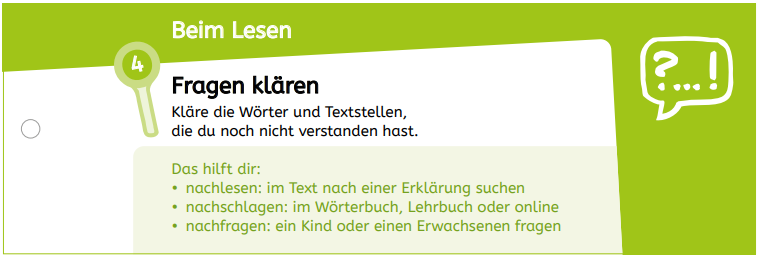 Beim Lesen
4
Fragen klären
Kläre die Wörter und Textstellen,
die du noch nicht verstanden hast.
Das hilft dir:
• nachlesen: im Text nach einer Erklärung suchen
• nachschlagen: im Wörterbuch, Lehrbuch oder online
• nachfragen: ein Kind oder einen Erwachsenen fragen
?...!